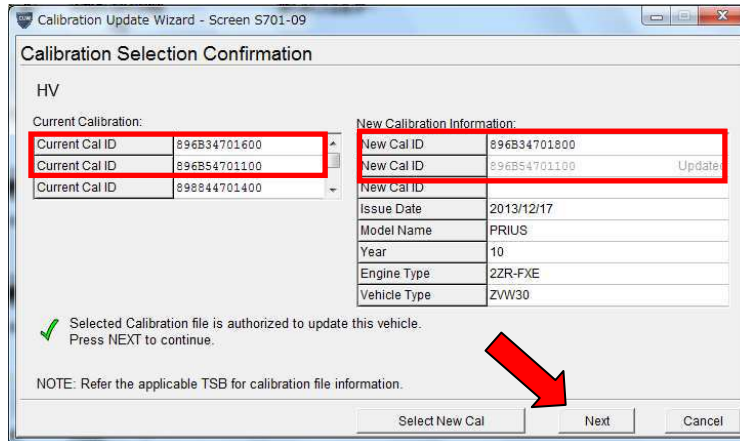 Calibration Update Wizard - Screen S701-09
Calibration Selection Confirmation
HV
Current Calibration:
Current Cal ID 896B34701600
Current Cal ID 896B54701100
Current Cal ID 898844701400
New Calibration Information:
New Cal ID 896B34701800
New Cal ID 896B54701100 Updated
New Cal ID
Issue Date 2013/12/17
Model Name PRIUS
Year 10
Engine Type 2ZR-FXE
Vehicle Type ZVW30
Selected Calibration file is authorized to update this vehicle.
Press NEXT to continue.
NOTE: Refer the applicable TSB for calibration file information.
Select New Cal Next Cancel